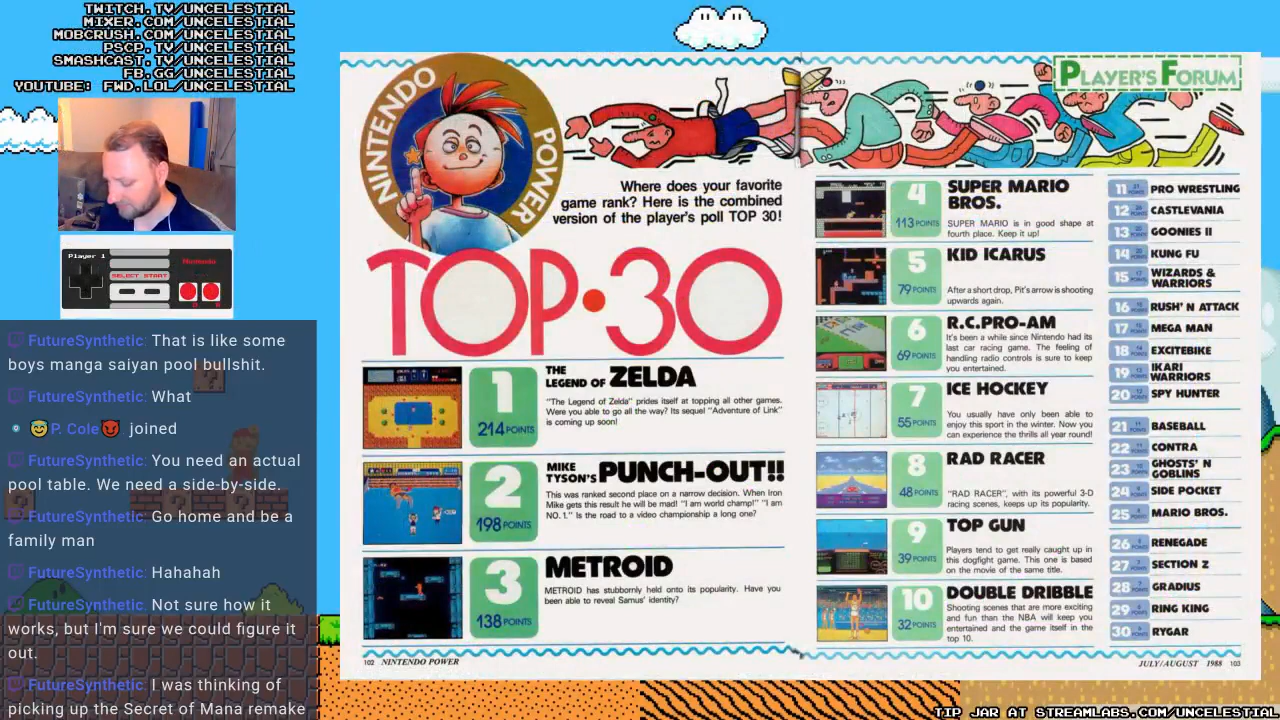 TWITCH.TV/UNCELESTIAL
MIXER.COM/UNCELESTIAL
MOBCRUSH.COM/UNCELESTIAL
PSCP.TV/UNCELESTIAL
SMASHCAST.TV/UNCELESTIAL
FB.GG/UNCELESTIAL
YOUTUBE: FWD.LOL/UNCELESTIAL
Player 1
Nintendo
SELECT START
B A
FutureSynthetic: That is like some
boys manga saiyan pool bullshit.
FutureSynthetic: What
P. Cole joined
FutureSynthetic: You need an actual
pool table. We need a side-by-side.
FutureSynthetic: Go home and be a
family man
FutureSynthetic: Hahahah
FutureSynthetic: Not sure how it
works, but I'm sure we could figure it
out.
FutureSynthetic: I was thinking of
picking up the Secret of Mana remake
NINTENDO POWER
PLAYER'S FORUM
Where does your favorite
game rank? Here is the combined
version of the player's poll TOP 30!
TOP•30
1
214 POINTS
THE LEGEND OF ZELDA
"The Legend of Zelda" prides itself at topping all other games.
Were you able to go all the way? Its sequel "Adventure of Link"
is coming up soon!
2
198 POINTS
MIKE TYSON'S PUNCH-OUT!!
This was ranked second place on a narrow decision. When Iron
Mike gets this result he will be mad! "I am world champ!" "I am
NO. 1." Is the road to a video championship a long one?
3
138 POINTS
METROID
METROID has stubbornly held onto its popularity. Have you
been able to reveal Samus' identity?
102 NINTENDO POWER
4
113 POINTS
SUPER MARIO
BROS.
SUPER MARIO is in good shape at
fourth place. Keep it up!
5
79 POINTS
KID ICARUS
After a short drop, Pit's arrow is shooting
upwards again.
6
69 POINTS
R.C.PRO-AM
It's been a while since Nintendo had its
last car racing game. The feeling of
handling radio controls is sure to keep
you entertained.
7
55 POINTS
ICE HOCKEY
You usually have only been able to
enjoy this sport in the winter. Now you
can experience the thrills all year round!
8
48 POINTS
RAD RACER
"RAD RACER", with its powerful 3-D
racing scenes, keeps up its popularity.
9
39 POINTS
TOP GUN
Players tend to get really caught up in
this dogfight game. This one is based
on the movie of the same title.
10
32 POINTS
DOUBLE DRIBBLE
Shooting scenes that are more exciting
and fun than the NBA will keep you
entertained and the game itself in the
top 10.
11 PRO WRESTLING
12 CASTLEVANIA
13 GOONIES II
14 KUNG FU
15 WIZARDS &
WARRIORS
16 RUSH' N ATTACK
17 MEGA MAN
18 EXCITEBIKE
19 IKARI
WARRIORS
20 SPY HUNTER
21 BASEBALL
22 CONTRA
23 GHOSTS' N
GOBLINS
24 SIDE POCKET
25 MARIO BROS.
26 RENEGADE
27 SECTION Z
28 GRADIUS
29 RING KING
30 RYGAR
JULY/AUGUST 1988 103
TIP JAR AT STREAMLABS.COM/UNCELESTIAL